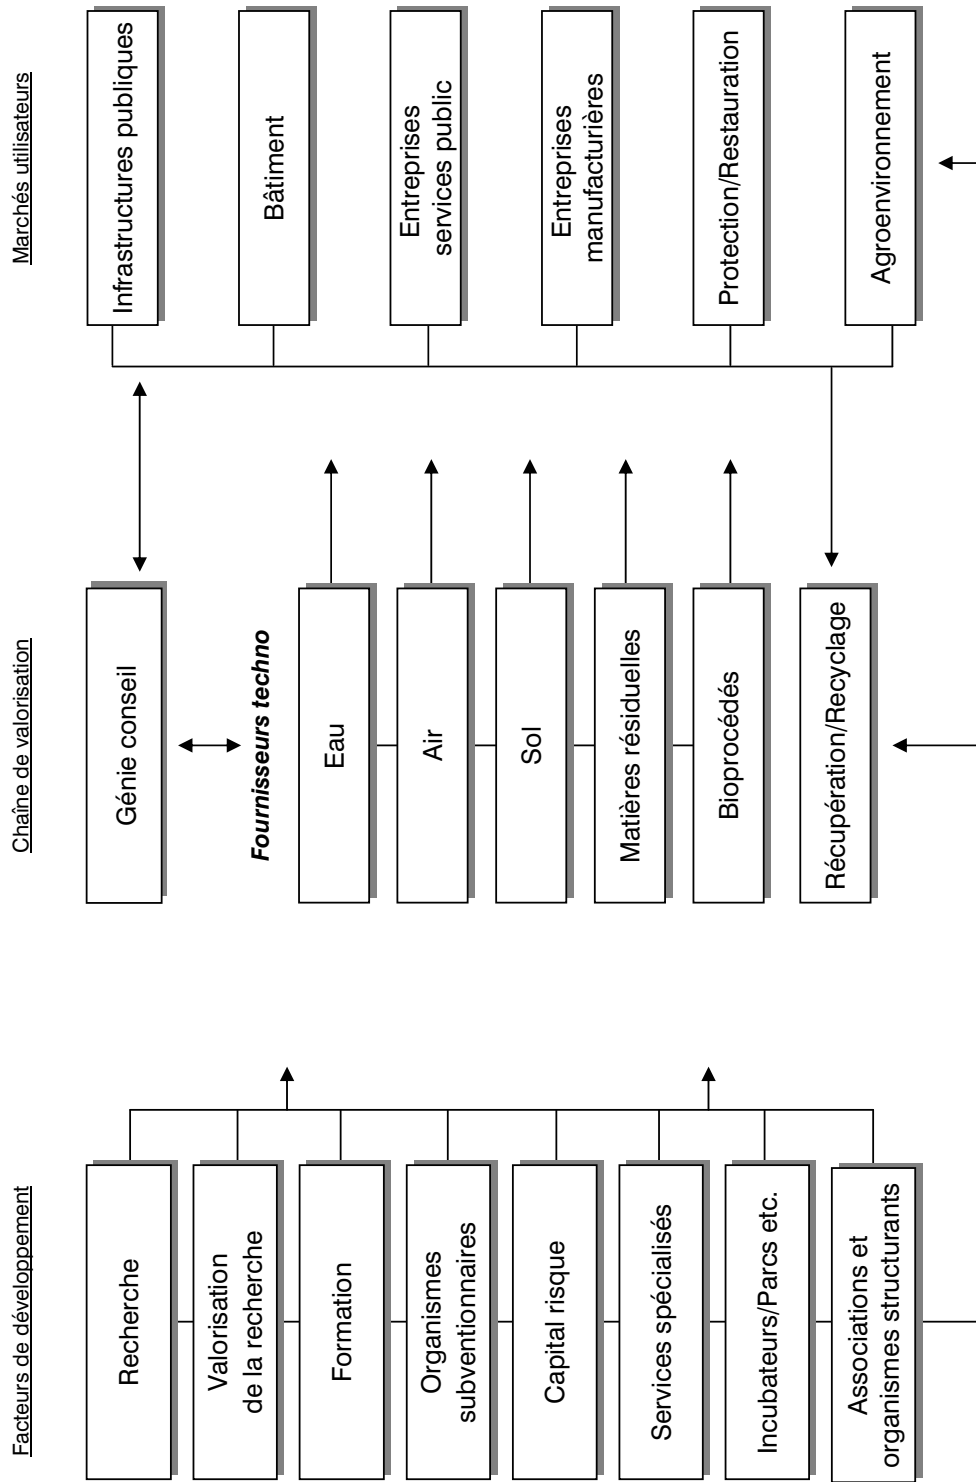 Facteurs de développement
Recherche
Valorisation
de la recherche
Formation
Organismes
subventionnaires
Capital risque
Services spécialisés
Incubateurs/Parcs etc.
Associations et
organismes structurants
Chaîne de valorisation
Génie conseil
Fournisseurs techno
Eau
Air
Sol
Matières résiduelles
Bioprocédés
Récupération/Recyclage
Marchés utilisateurs
Infrastructures publiques
Bâtiment
Entreprises
services public
Entreprises
manufacturières
Protection/Restauration
Agroenvironnement